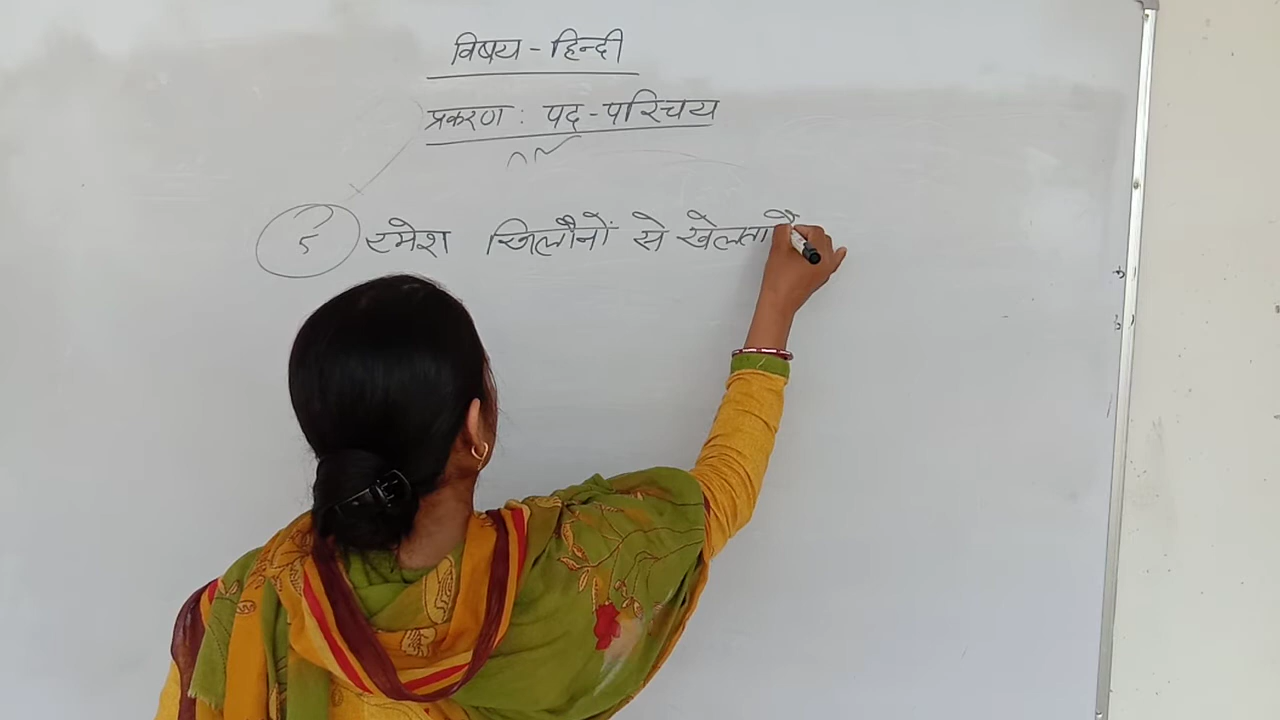 विषय - हिन्दी
प्रकरण : पद - परिचय
रमेश खिलौनों से खेलता है